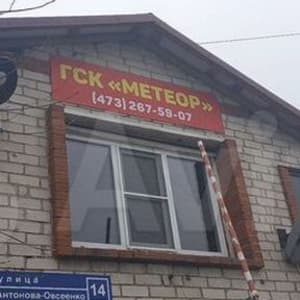 ГСК «МЕТЕОР»
(473) 267-59-07
улица
Антонова-Овсеенко
14